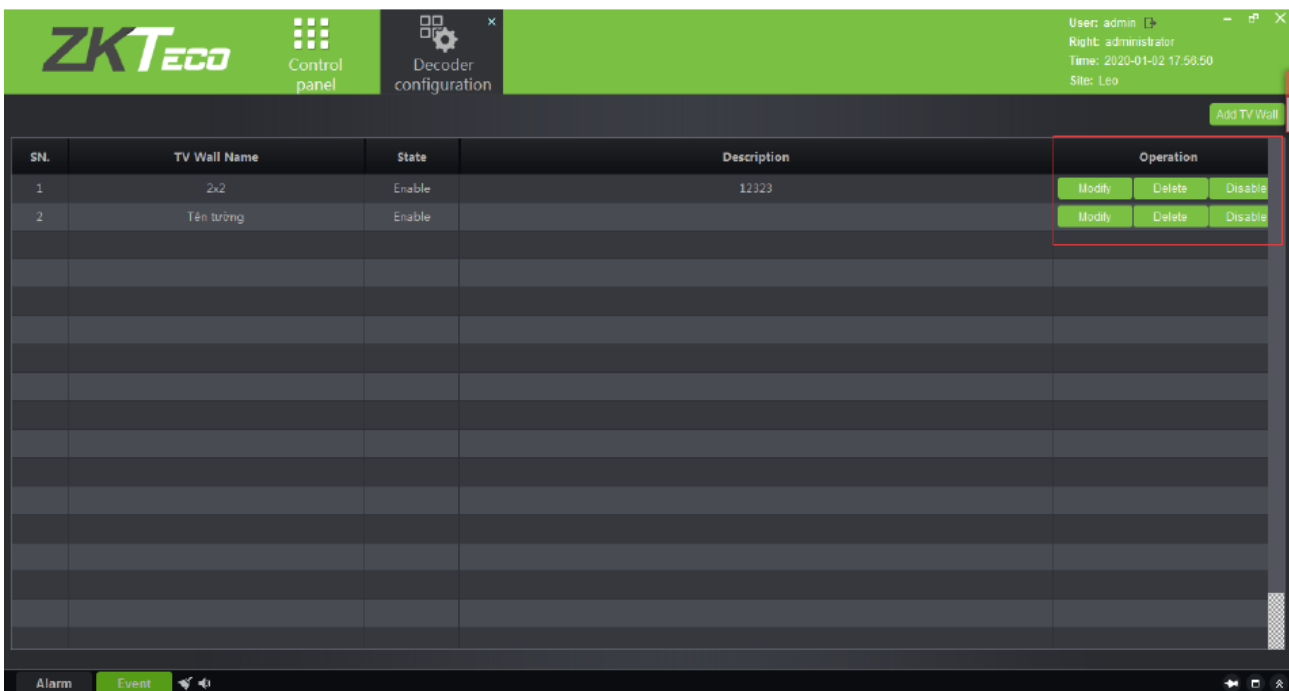 ZKTeco
Control
panel
Decoder
configuration
User: admin
Right: administrator
Time: 2020-01-02 17:56:50
Site: Leo
Add TV Wall
SN. TV Wall Name State Description Operation
1 2x2 Enable 12323 Modify Delete Disable
2 Tên tường Enable Modify Delete Disable
Alarm Event